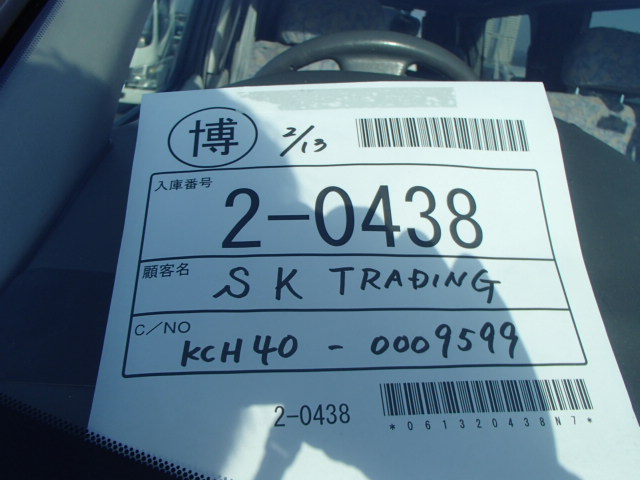 博 2/13
入庫番号
2-0438
顧客名 SK TRADING
C/NO KCH40 - 0009599
2-0438
*061320438N7*